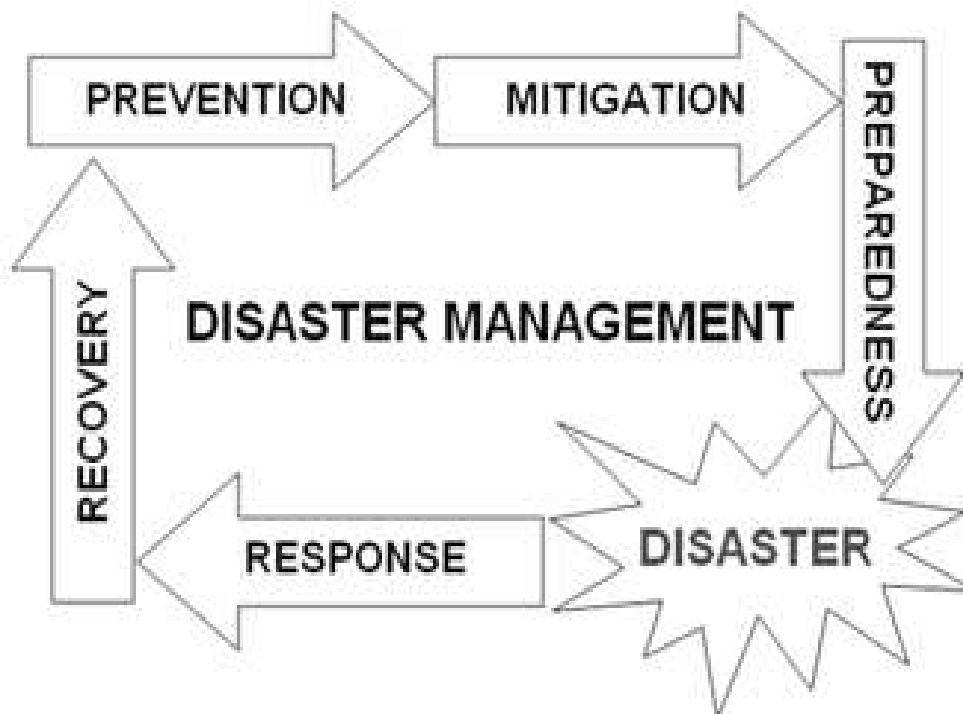 PREVENTION
MITIGATION
PREPAREDNESS
DISASTER MANAGEMENT
RECOVERY
RESPONSE
DISASTER